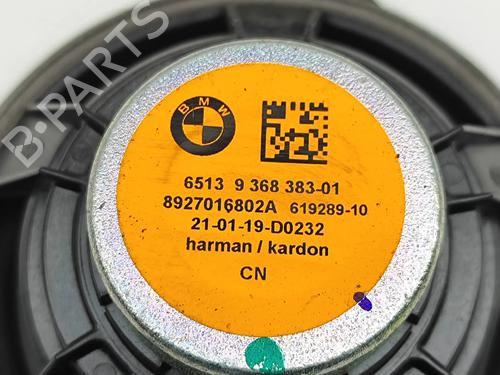 B-PARTS
BMW
6513 9 368 383-01
8927016802A 619289-10
21-01-19-D0232
harman / kardon
CN